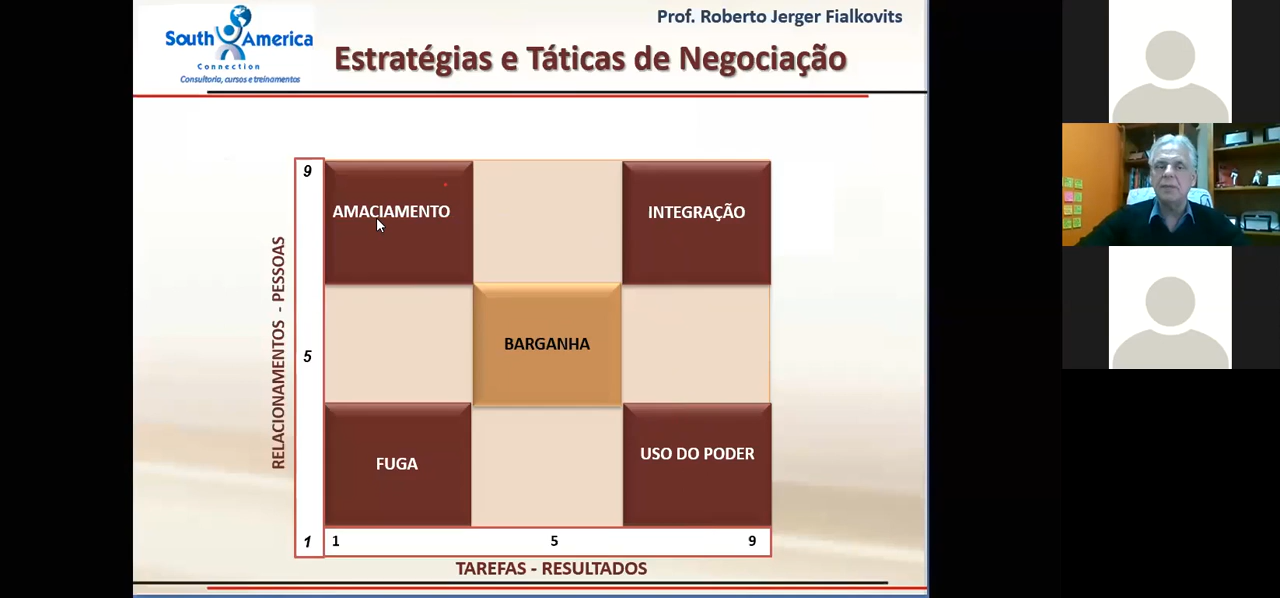 Prof. Roberto Jerger Fialkovits
South America
Connection
Consultoria, cursos e treinamentos
Estratégias e Táticas de Negociação
RELACIONAMENTOS - PESSOAS
9
5
1
AMACIAMENTO
INTEGRAÇÃO
BARGANHA
FUGA
USO DO PODER
1 5 9
TAREFAS - RESULTADOS